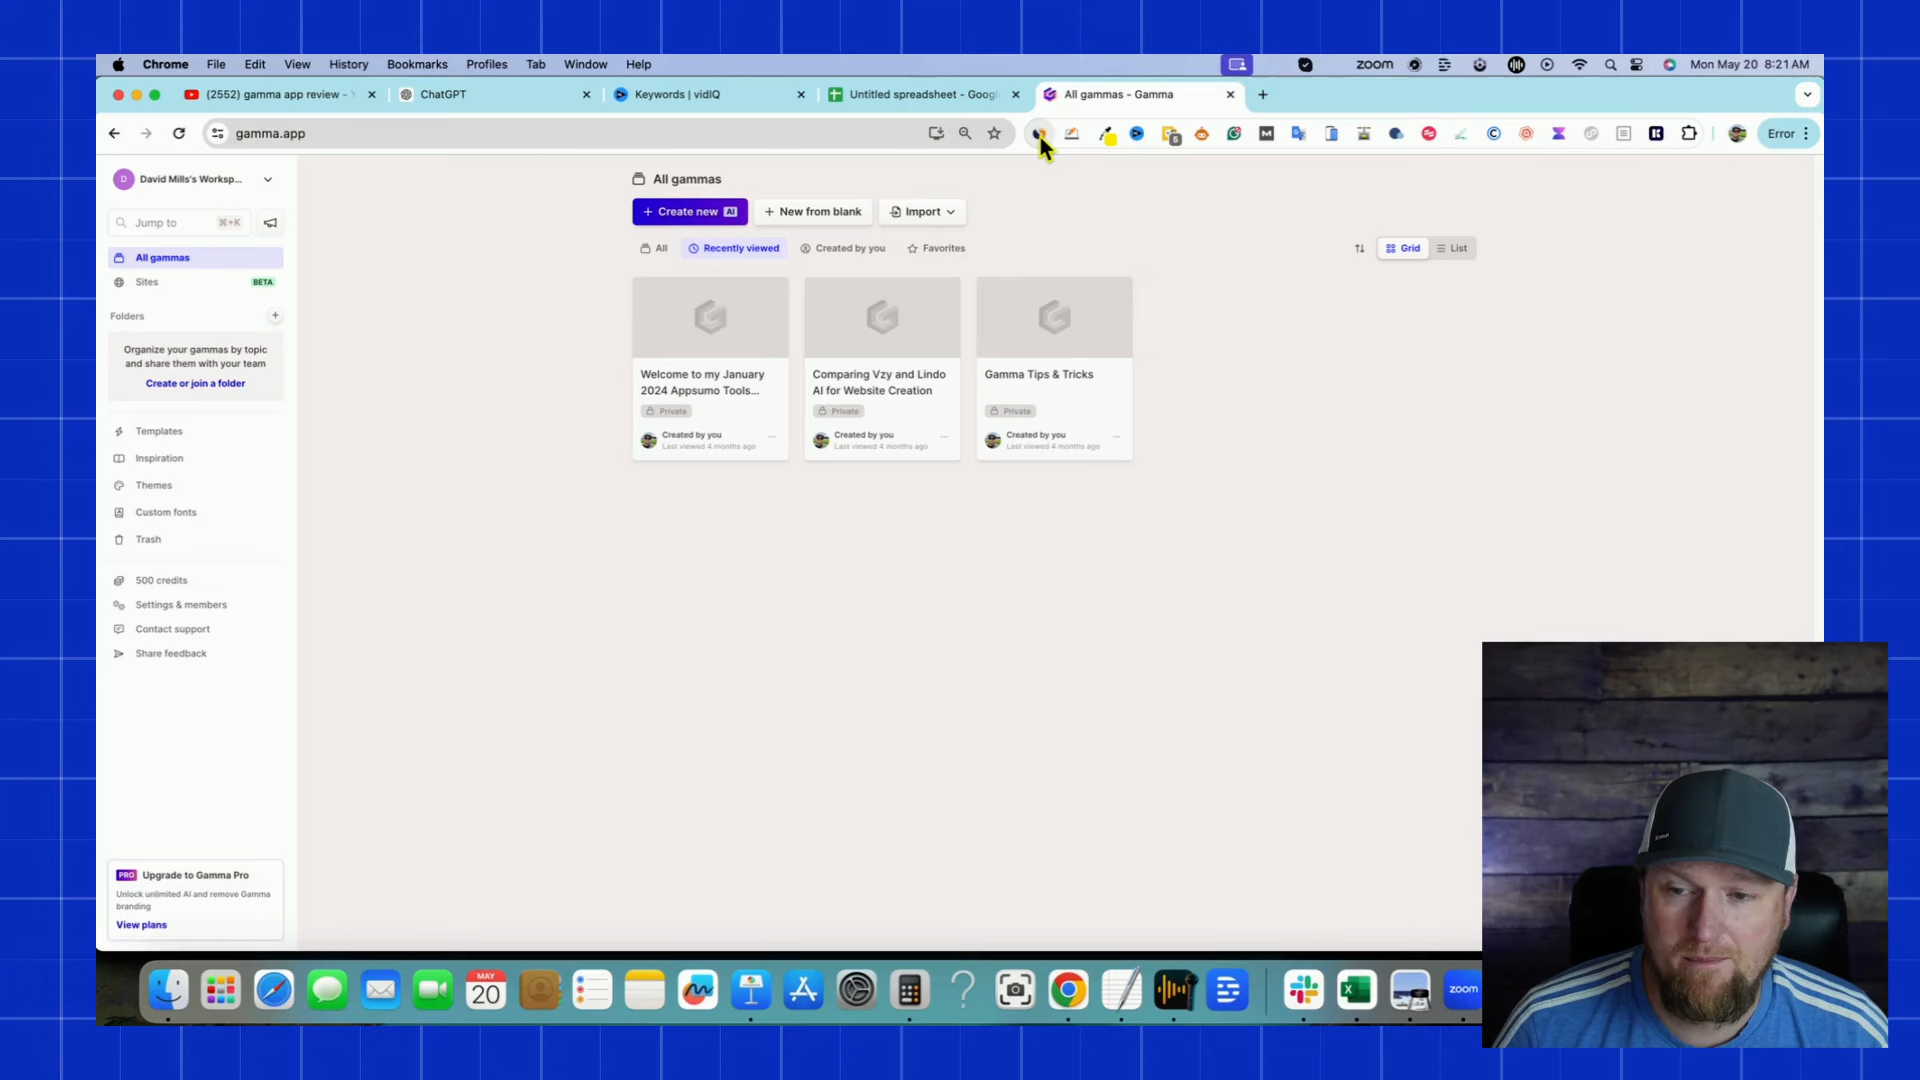 Chrome File Edit View History Bookmarks Profiles Tab Window Help zoom Mon May 20 8:21 AM
(2552) gamma app review - ChatGPT Keywords | vidIQ Untitled spreadsheet - Googl All gammas - Gamma
gamma.app Error
D David Mills's Worksp...
Jump to ⌘+K
All gammas
Sites BETA
Folders
Organize your gammas by topic
and share them with your team
Create or join a folder
Templates
Inspiration
Themes
Custom fonts
Trash
500 credits
Settings & members
Contact support
Share feedback
PRO Upgrade to Gamma Pro
Unlock unlimited AI and remove Gamma
branding
View plans
All gammas
+ Create new AI + New from blank Import
All Recently viewed Created by you Favorites Grid List
Welcome to my January
2024 Appsumo Tools...
Private
Created by you
Last viewed 4 months ago
Comparing Vzy and Lindo
AI for Website Creation
Private
Created by you
Last viewed 4 months ago
Gamma Tips & Tricks
Private
Created by you
Last viewed 4 months ago
MAY
20
zoom